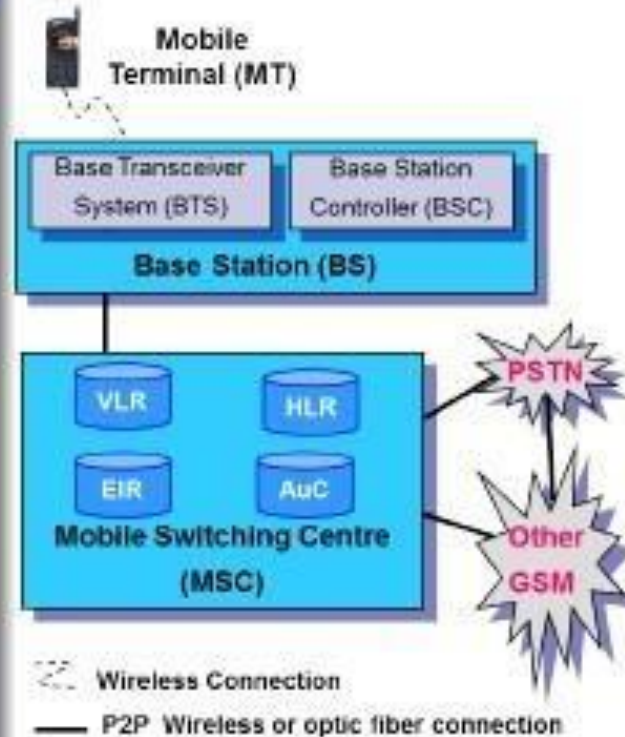 Mobile
Terminal (MT)
Base Transceiver
System (BTS)
Base Station
Controller (BSC)
Base Station (BS)
VLR
HLR
PSTN
EIR
AuC
Mobile Switching Centre
(MSC)
Other
GSM
Wireless Connection
P2P Wireless or optic fiber connection